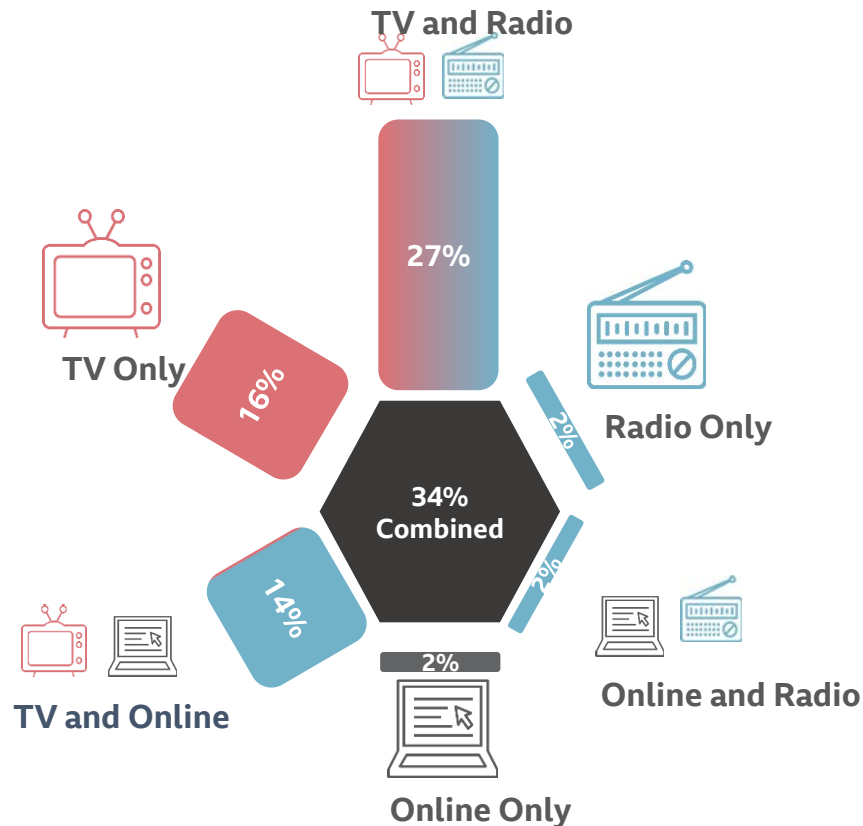 TV and Radio
27%
TV Only
16%
Radio Only
2%
34%
Combined
2%
14%
2%
TV and Online
Online and Radio
Online Only